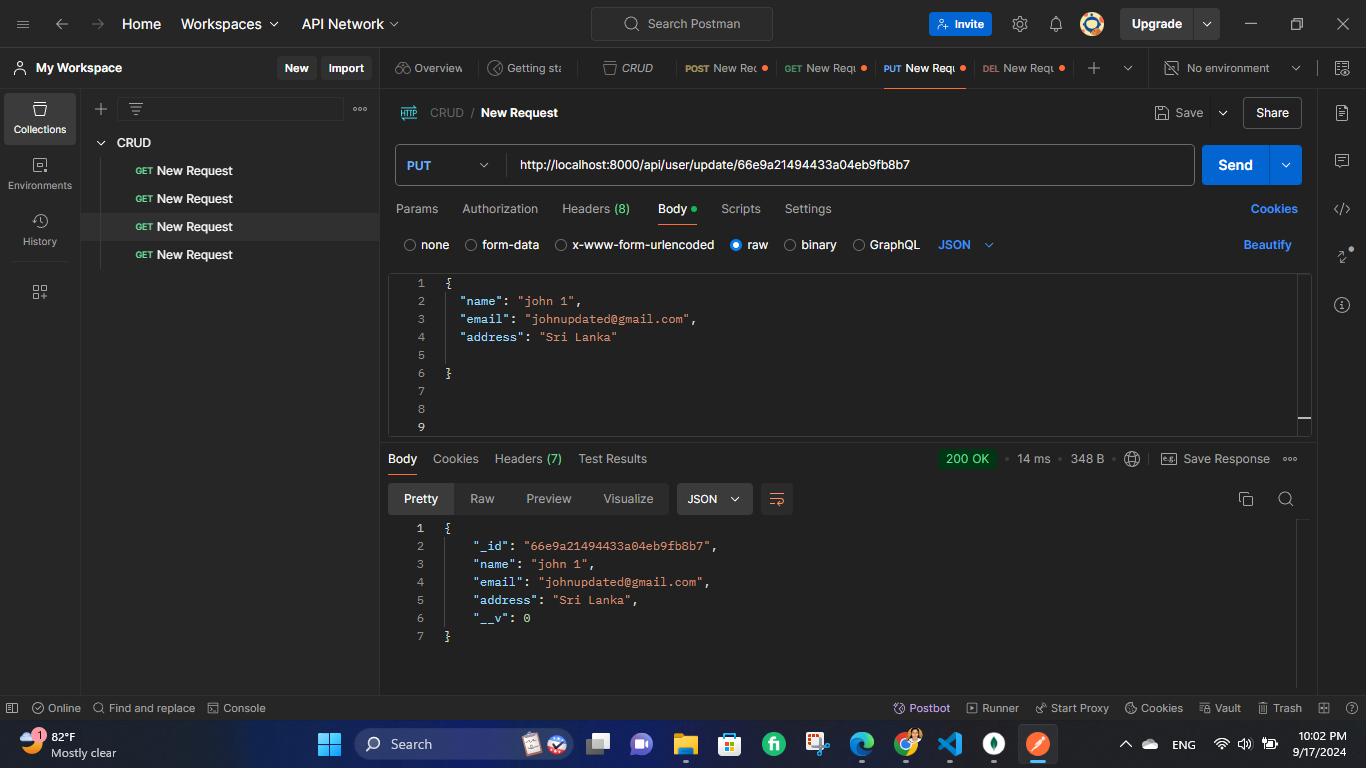 Home Workspaces API Network Search Postman Invite Upgrade
My Workspace New Import Overview Getting sta CRUD POST New Rec GET New Requ PUT New Requ DEL New Requ No environment
Collections
Environments
History
CRUD
GET New Request
GET New Request
GET New Request
GET New Request
HTTP CRUD / New Request Save Share
PUT http://localhost:8000/api/user/update/66e9a21494433a04eb9fb8b7 Send
Params Authorization Headers (8) Body Scripts Settings Cookies
none form-data x-www-form-urlencoded raw binary GraphQL JSON Beautify
1 {
2 "name": "john 1",
3 "email": "johnupdated@gmail.com",
4 "address": "Sri Lanka"
5
6 }
7
8
9
Body Cookies Headers (7) Test Results 200 OK 14 ms 348 B e.g. Save Response
Pretty Raw Preview Visualize JSON
1 {
2 "_id": "66e9a21494433a04eb9fb8b7",
3 "name": "john 1",
4 "email": "johnupdated@gmail.com",
5 "address": "Sri Lanka",
6 "__v": 0
7 }
Online Find and replace Console Postbot Runner Start Proxy Cookies Vault Trash
1 82°F
Mostly clear
Search
fi
ENG
10:02 PM
9/17/2024